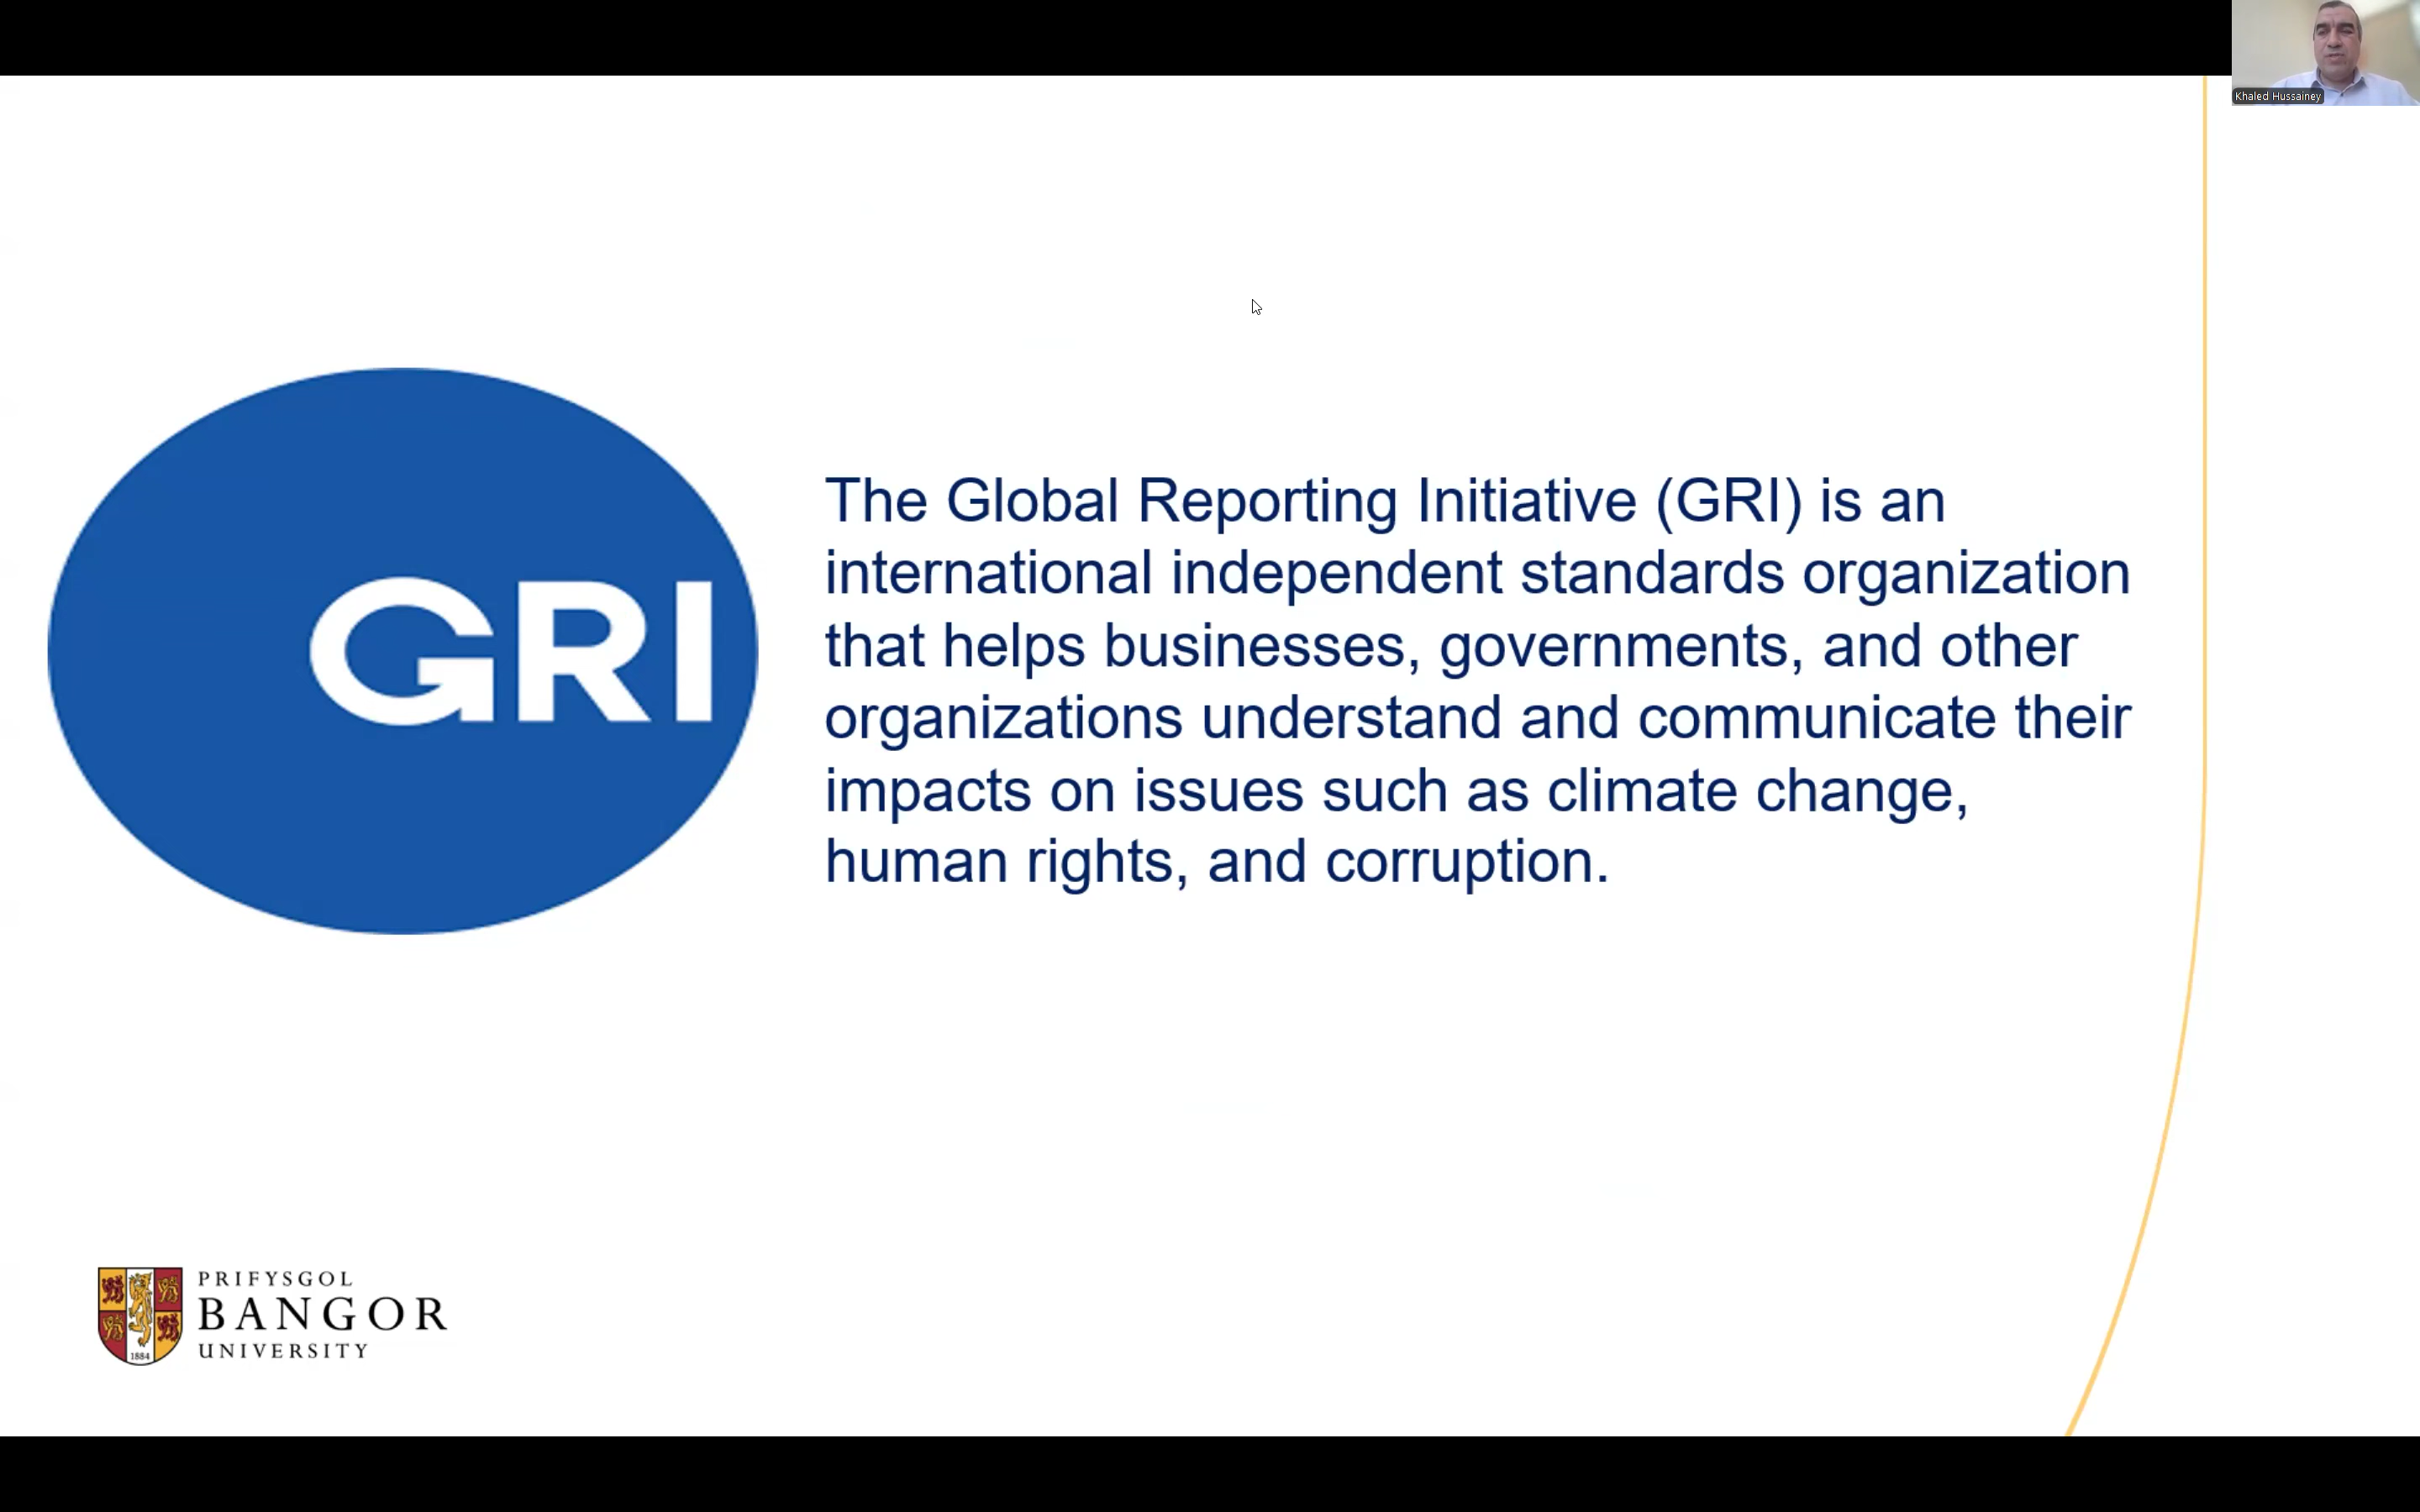 Khaled Hussainey
GRI
The Global Reporting Initiative (GRI) is an
international independent standards organization
that helps businesses, governments, and other
organizations understand and communicate their
impacts on issues such as climate change,
human rights, and corruption.
PRIFYSGOL
BANGOR
UNIVERSITY
1884